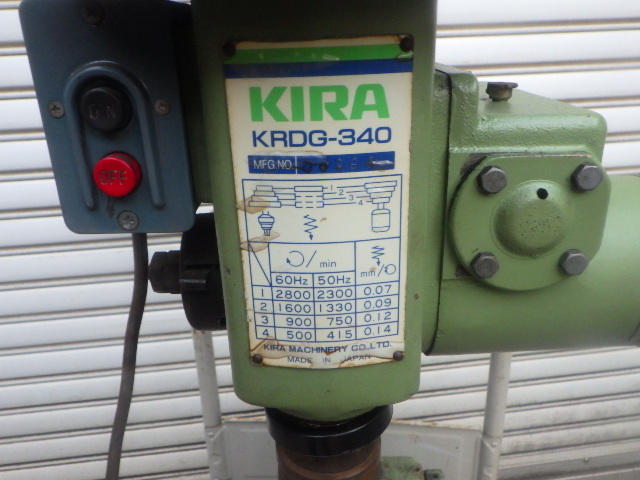 ON
OFF
KIRA
KRDG-340
MFG.NO.
1
2
3
4
/min
60Hz 50Hz mm/
1 2800 2300 0.07
2 1600 1330 0.09
3 900 750 0.12
4 500 415 0.14
KIRA MACHINERY CO., LTD.
MADE IN JAPAN